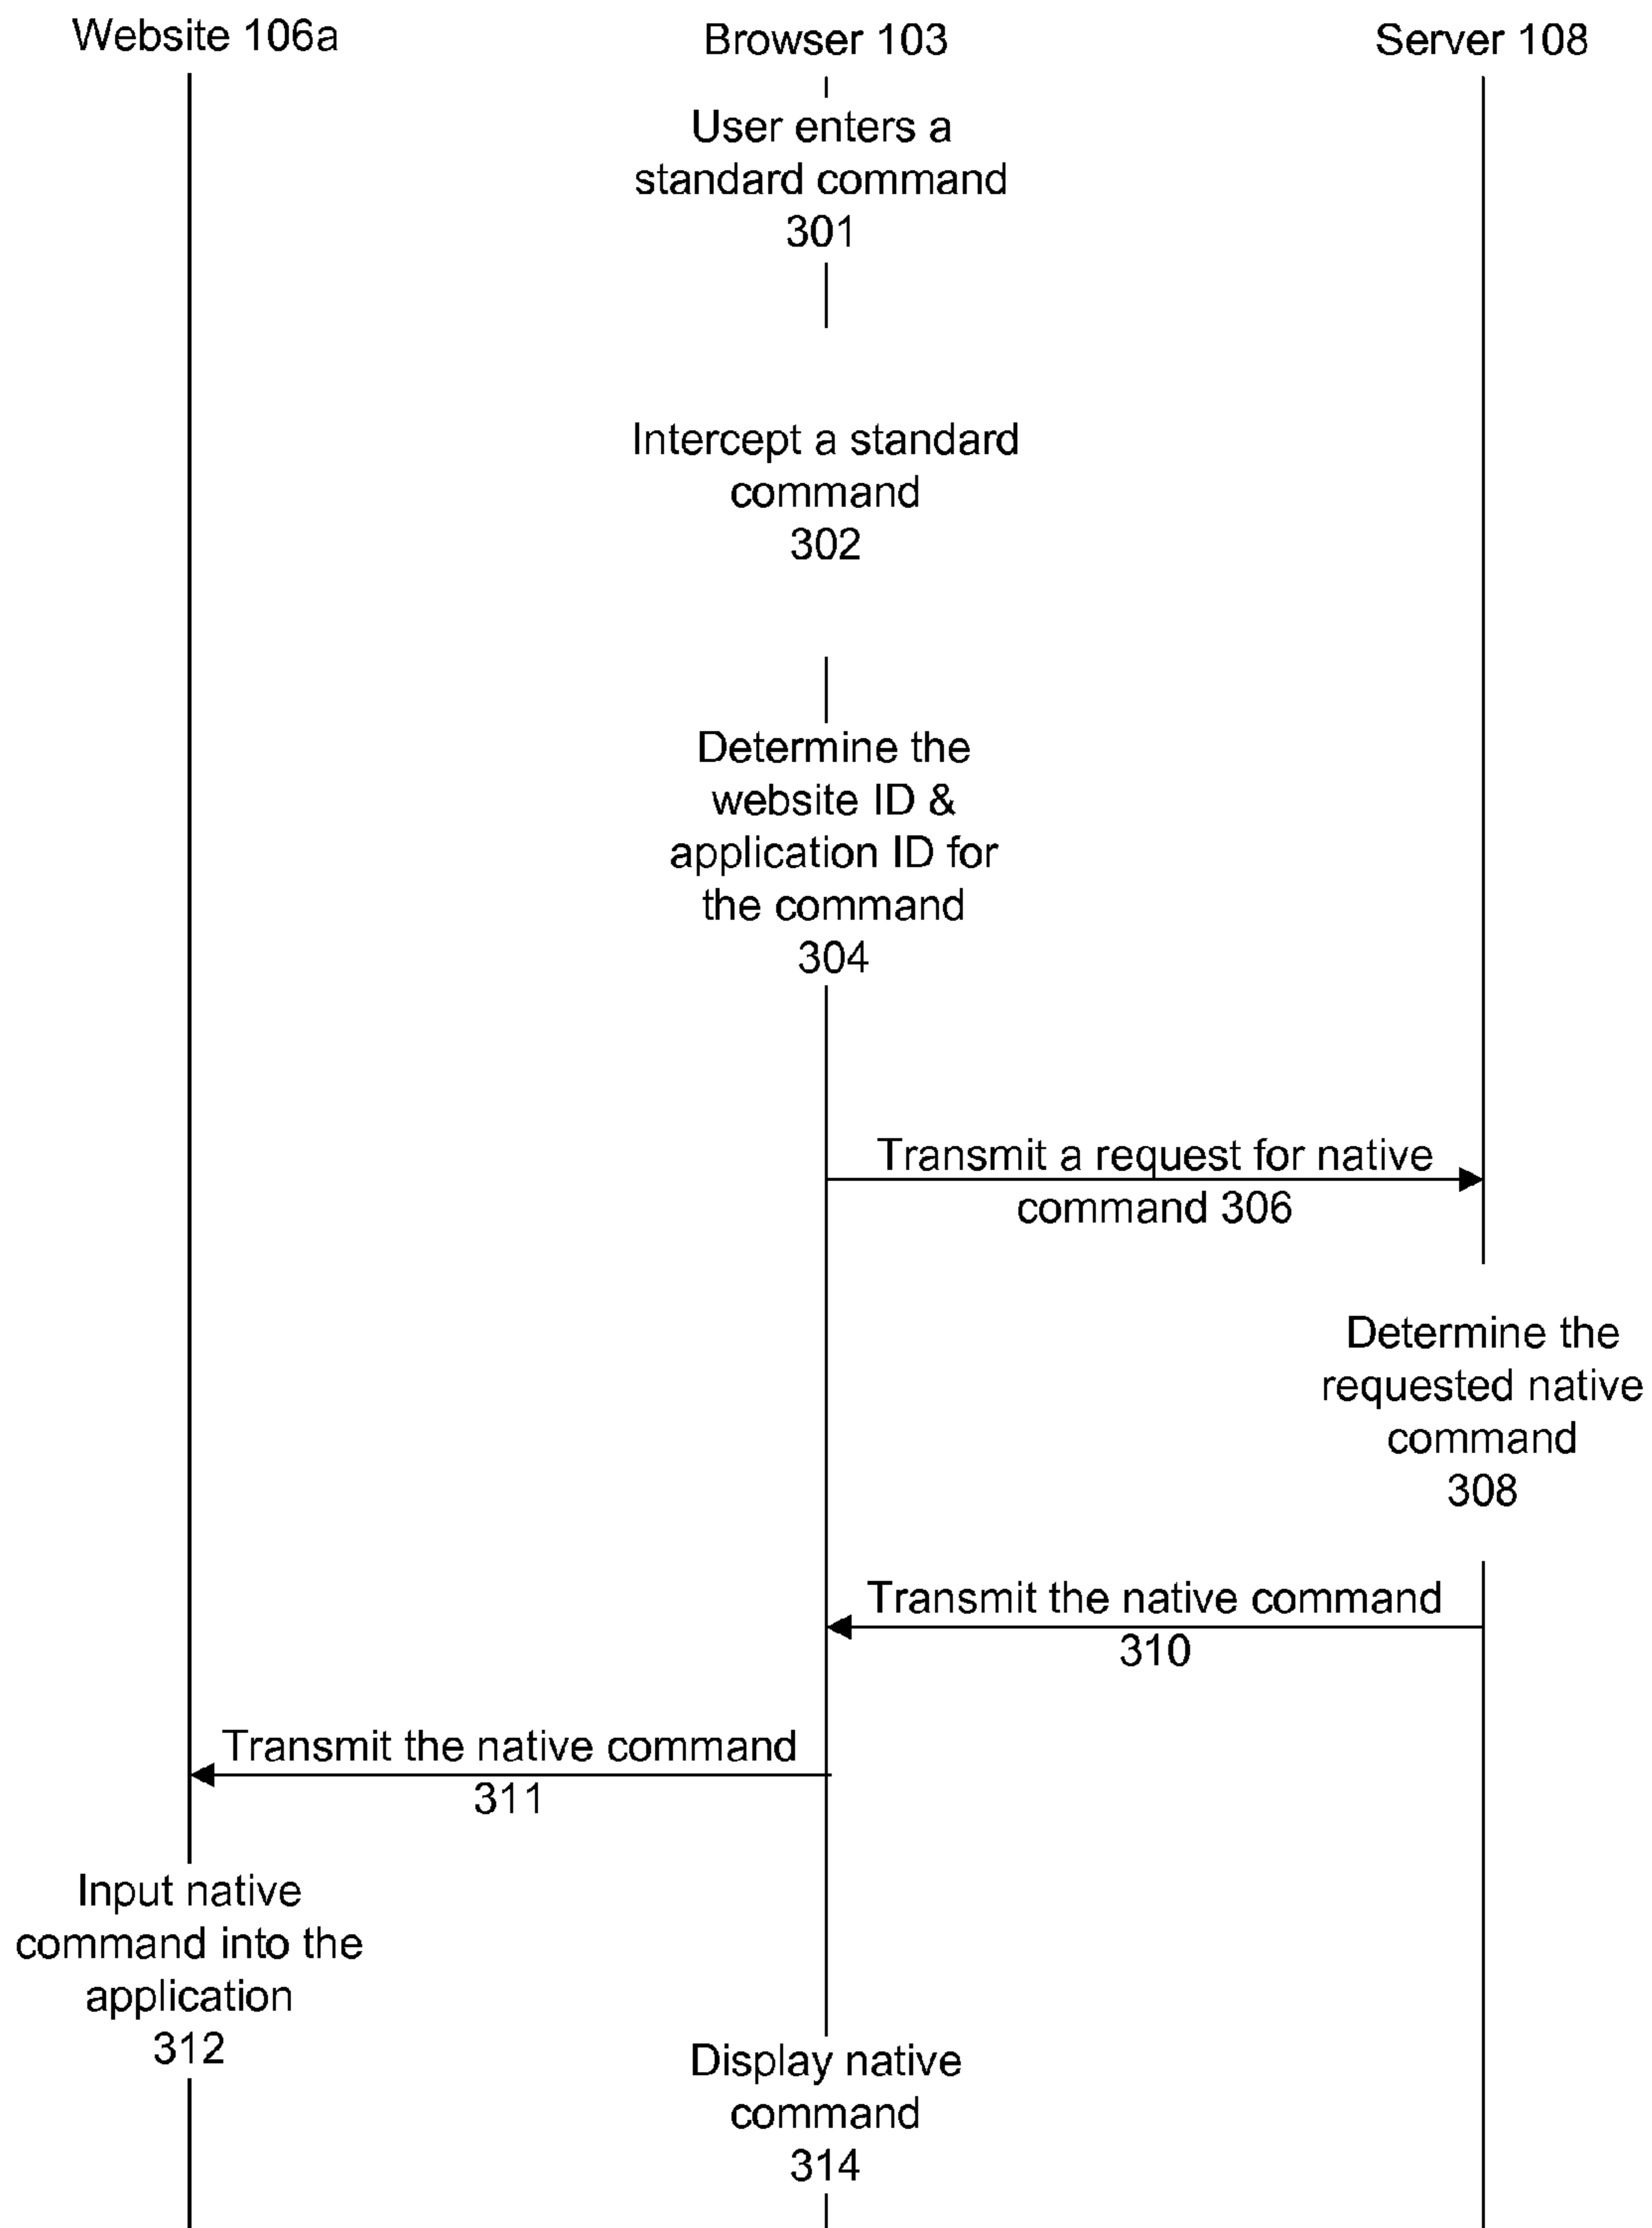 Website 106a
Browser 103
Server 108
User enters a
standard command
301
Intercept a standard
command
302
Determine the
website ID &
application ID for
the command
304
Transmit a request for native
command 306
Determine the
requested native
command
308
Transmit the native command
310
Transmit the native command
311
Input native
command into the
application
312
Display native
command
314